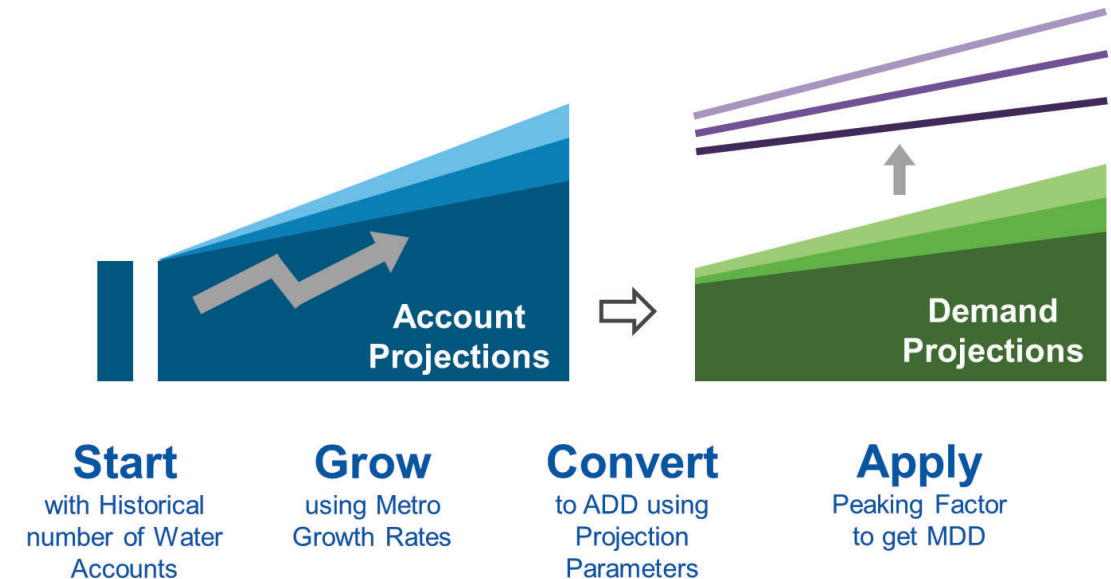 Account
Projections
Demand
Projections
Start
with Historical
number of Water
Accounts
Grow
using Metro
Growth Rates
Convert
to ADD using
Projection
Parameters
Apply
Peaking Factor
to get MDD